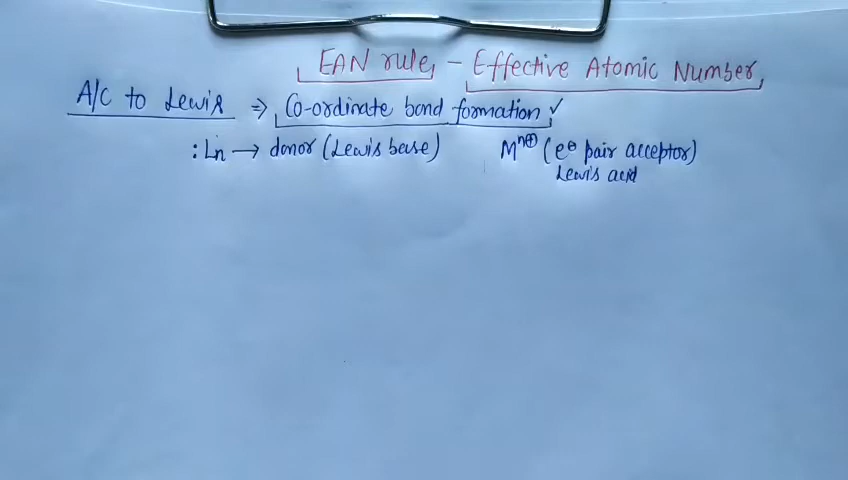 EAN rule, - Effective Atomic Number,
A/c to Lewis ⇒ Co-ordinate bond formation ✓
:Ln → donor (Lewis base) Mⁿ⊕ (e⊖ pair acceptor)
Lewis acid